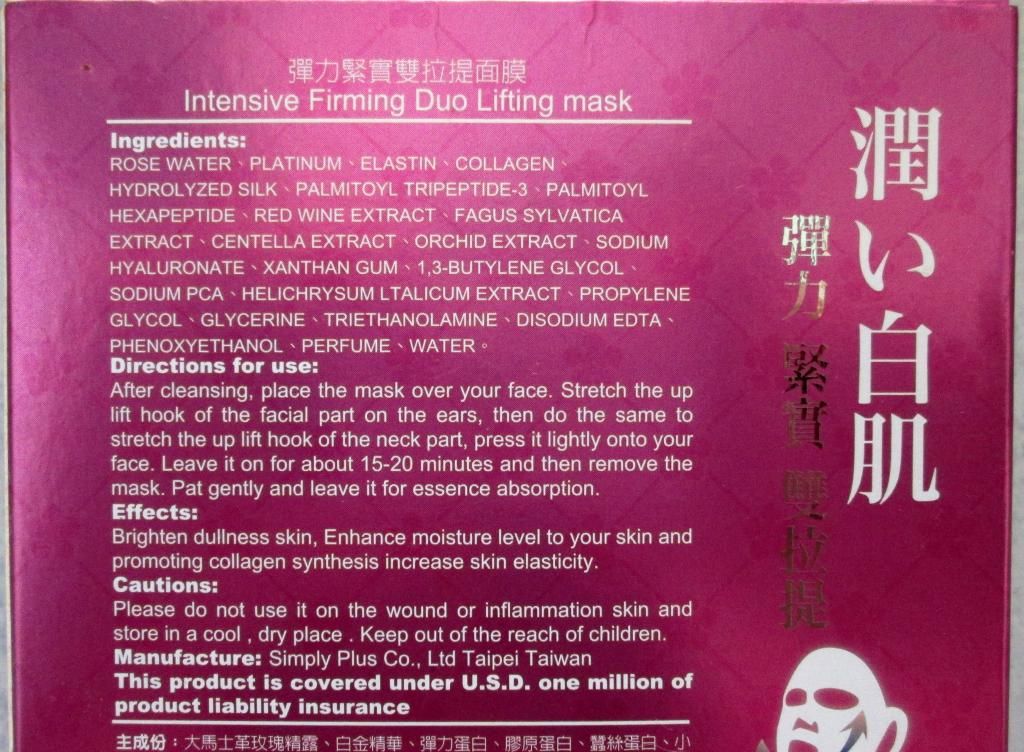 彈力緊實雙拉提面膜
Intensive Firming Duo Lifting mask
Ingredients:
ROSE WATER、PLATINUM、ELASTIN、COLLAGEN、
HYDROLYZED SILK、PALMITOYL TRIPEPTIDE-3、PALMITOYL
HEXAPEPTIDE、RED WINE EXTRACT、FAGUS SYLVATICA
EXTRACT、CENTELLA EXTRACT、ORCHID EXTRACT、SODIUM
HYALURONATE、XANTHAN GUM、1,3-BUTYLENE GLYCOL、
SODIUM PCA、HELICHRYSUM LTALICUM EXTRACT、PROPYLENE
GLYCOL、GLYCERINE、TRIETHANOLAMINE、DISODIUM EDTA、
PHENOXYETHANOL、PERFUME、WATER。
Directions for use:
After cleansing, place the mask over your face. Stretch the up
lift hook of the facial part on the ears, then do the same to
stretch the up lift hook of the neck part, press it lightly onto your
face. Leave it on for about 15-20 minutes and then remove the
mask. Pat gently and leave it for essence absorption.
Effects:
Brighten dullness skin, Enhance moisture level to your skin and
promoting collagen synthesis increase skin elasticity.
Cautions:
Please do not use it on the wound or inflammation skin and
store in a cool , dry place . Keep out of the reach of children.
Manufacture: Simply Plus Co., Ltd Taipei Taiwan
This product is covered under U.S.D. one million of
product liability insurance
主成份：大馬士革玫瑰精露、白金精華、彈力蛋白、膠原蛋白、蠶絲蛋白、小
潤い白肌
彈力 緊實 雙拉提